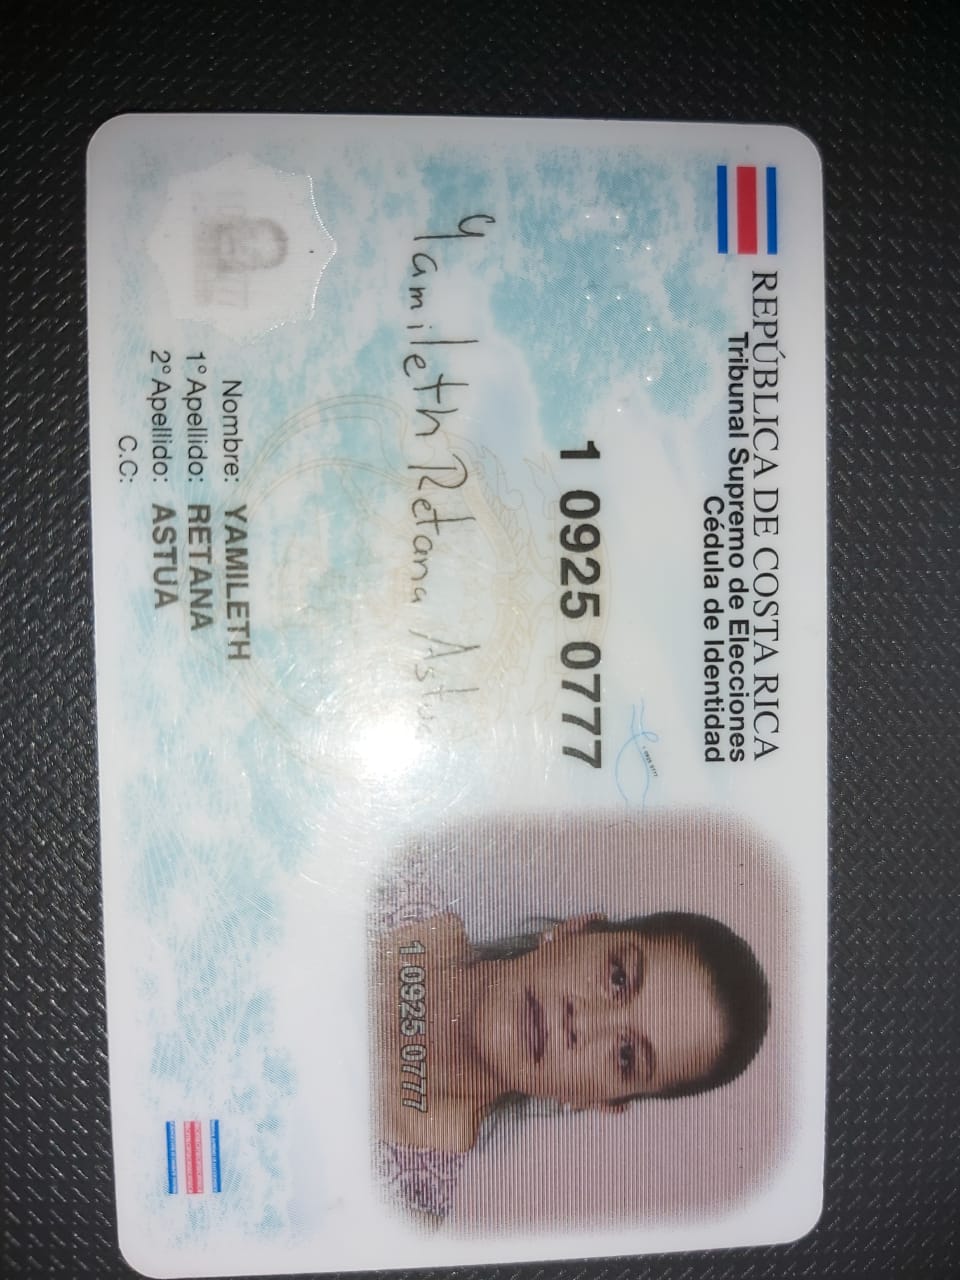 REPÚBLICA DE COSTA RICA
Tribunal Supremo de Elecciones
Cédula de Identidad
1 0925 0777
Yamileth Retana Astua
1 0925 0777
Nombre: YAMILETH
1° Apellido: RETANA
2° Apellido: ASTUA
C.C: